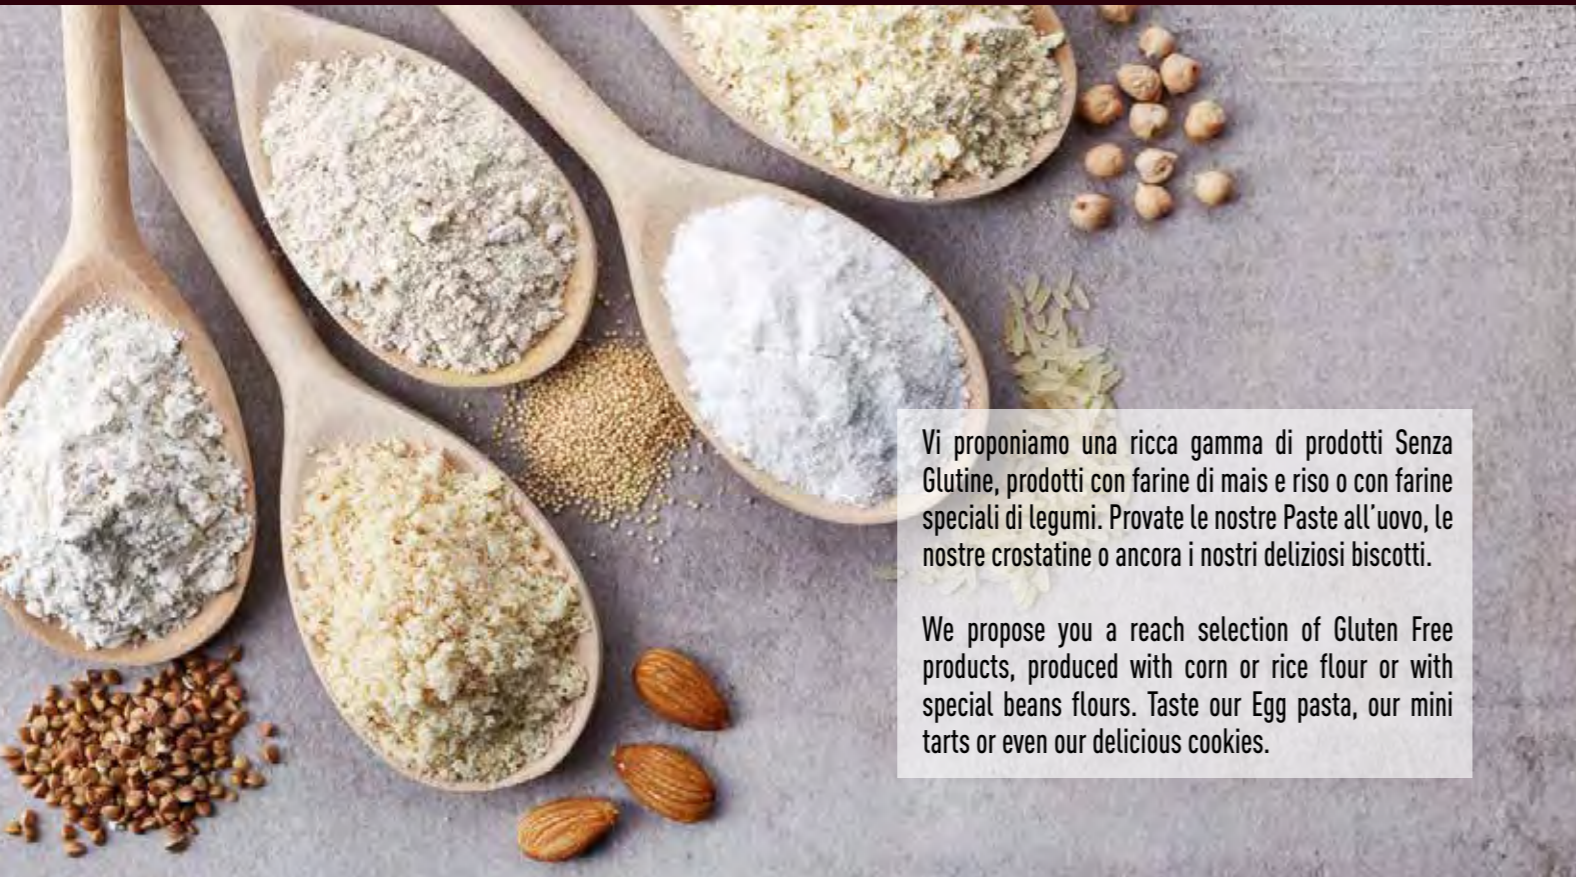 Vi proponiamo una ricca gamma di prodotti Senza
Glutine, prodotti con farine di mais e riso o con farine
speciali di legumi. Provate le nostre Paste all'uovo, le
nostre crostatine o ancora i nostri deliziosi biscotti.
We propose you a reach selection of Gluten Free
products, produced with corn or rice flour or with
special beans flours. Taste our Egg pasta, our mini
tarts or even our delicious cookies.